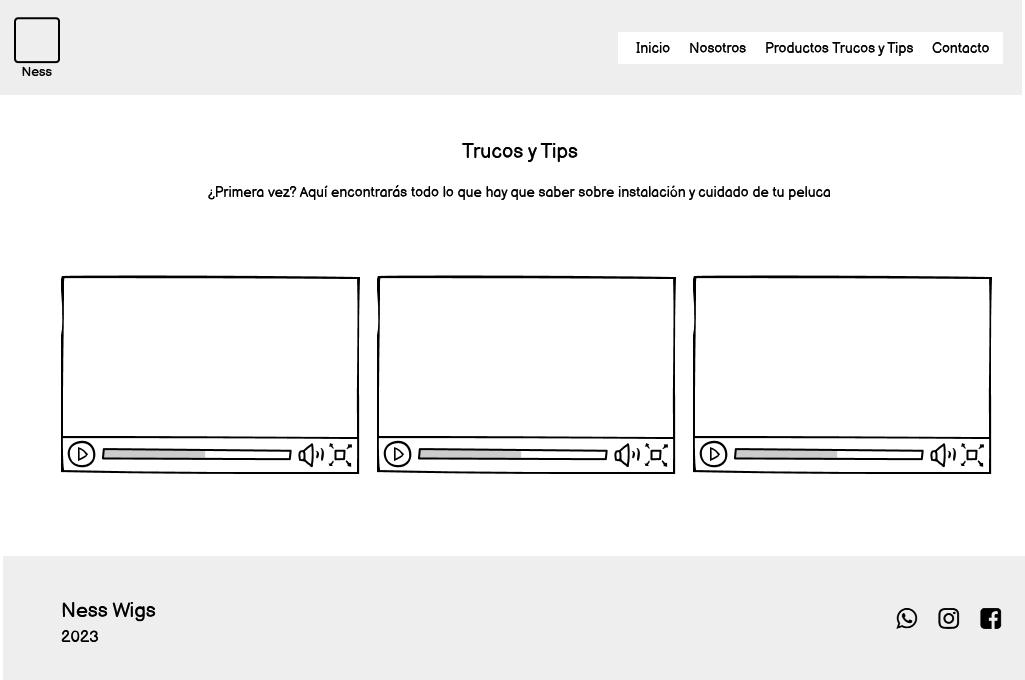 Ness
Inicio Nosotros Productos Trucos y Tips Contacto
Trucos y Tips
¿Primera vez? Aquí encontrarás todo lo que hay que saber sobre instalación y cuidado de tu peluca
Ness Wigs
2023